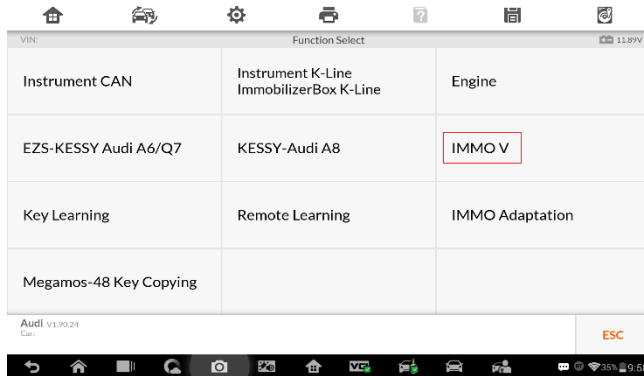 VIN:
Function Select
11.89V
Instrument CAN
Instrument K-Line
ImmobilizerBox K-Line
Engine
EZS-KESSY Audi A6/Q7
KESSY-Audi A8
IMMO V
Key Learning
Remote Learning
IMMO Adaptation
Megamos-48 Key Copying
Audi V1.90.24
Car:
ESC
VCI
35%